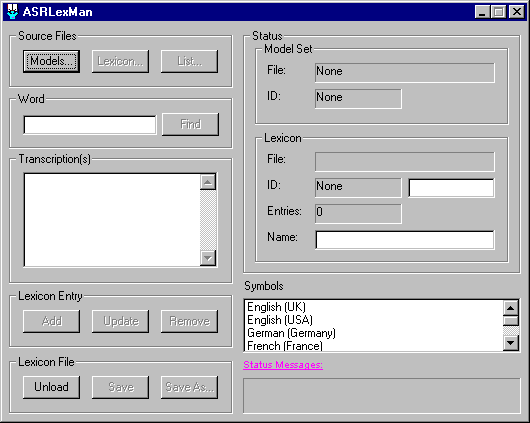 ASRLexMan
Source Files
Models... Lexicon... List...
Word
Find
Transcription(s)
Lexicon Entry
Add Update Remove
Lexicon File
Unload Save Save As...
Status
Model Set
File: None
ID: None
Lexicon
File:
ID: None
Entries: 0
Name:
Symbols
English (UK)
English (USA)
German (Germany)
French (France)
Status Messages: